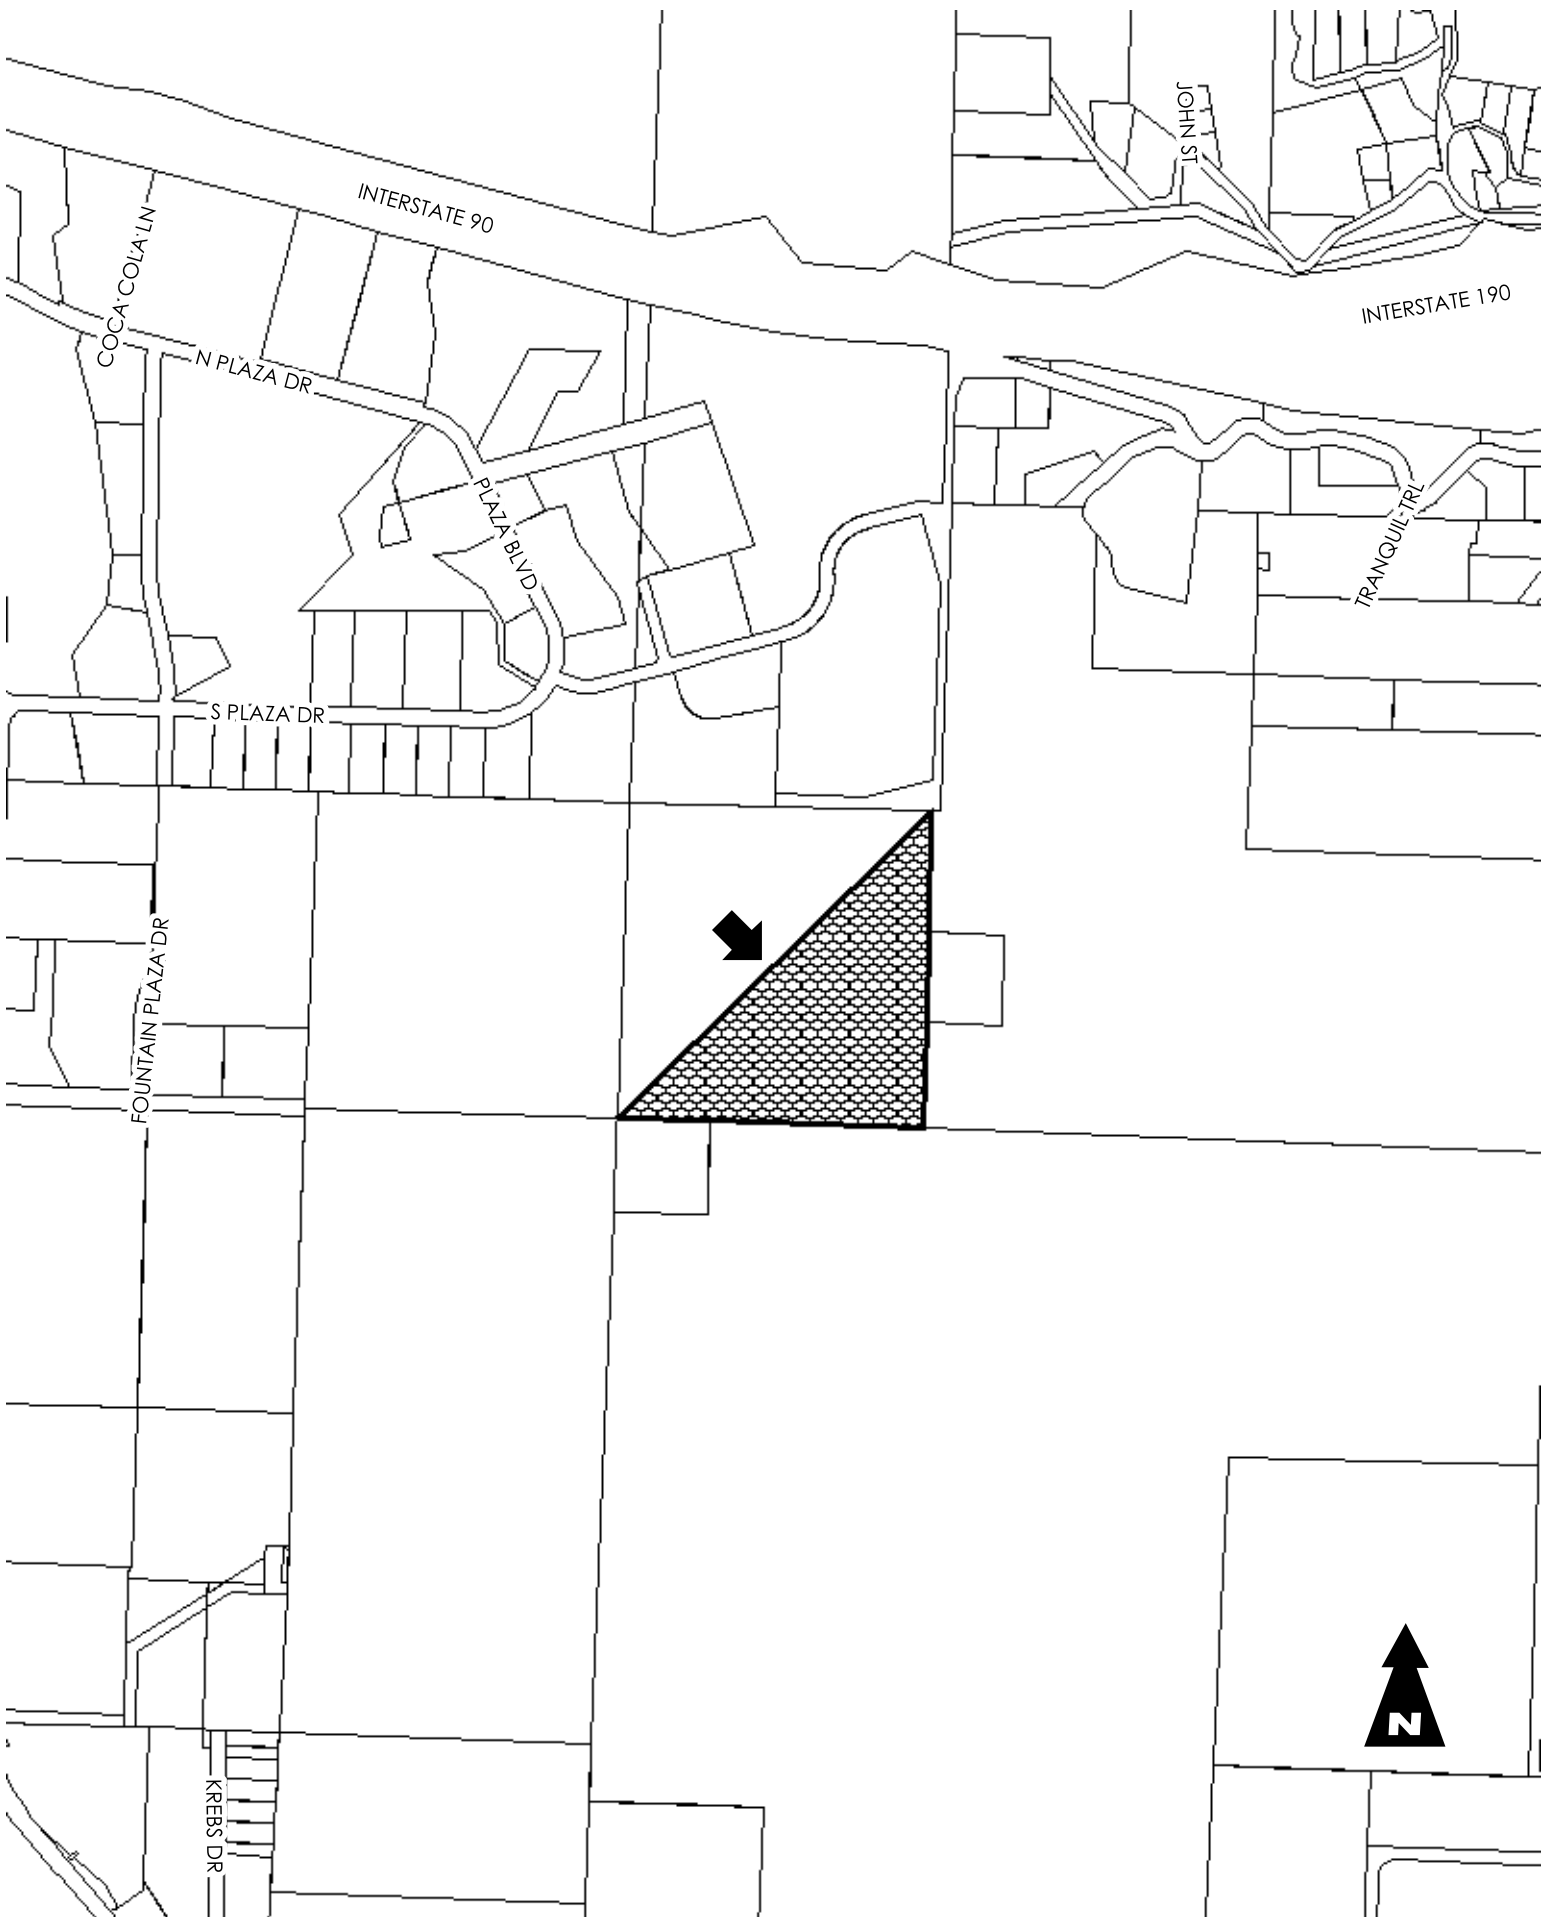 JOHN ST
INTERSTATE 90
COCA COLA LN
INTERSTATE 190
N PLAZA DR
PLAZA BLVD
TRANQUIL TRL
S PLAZA DR
FOUNTAIN PLAZA DR
N
KREBS DR